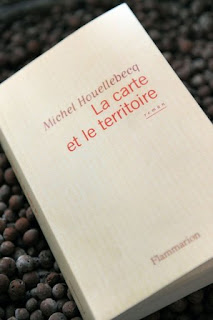 Michel Houellebecq
La carte
et le territoire
roman
Flammarion